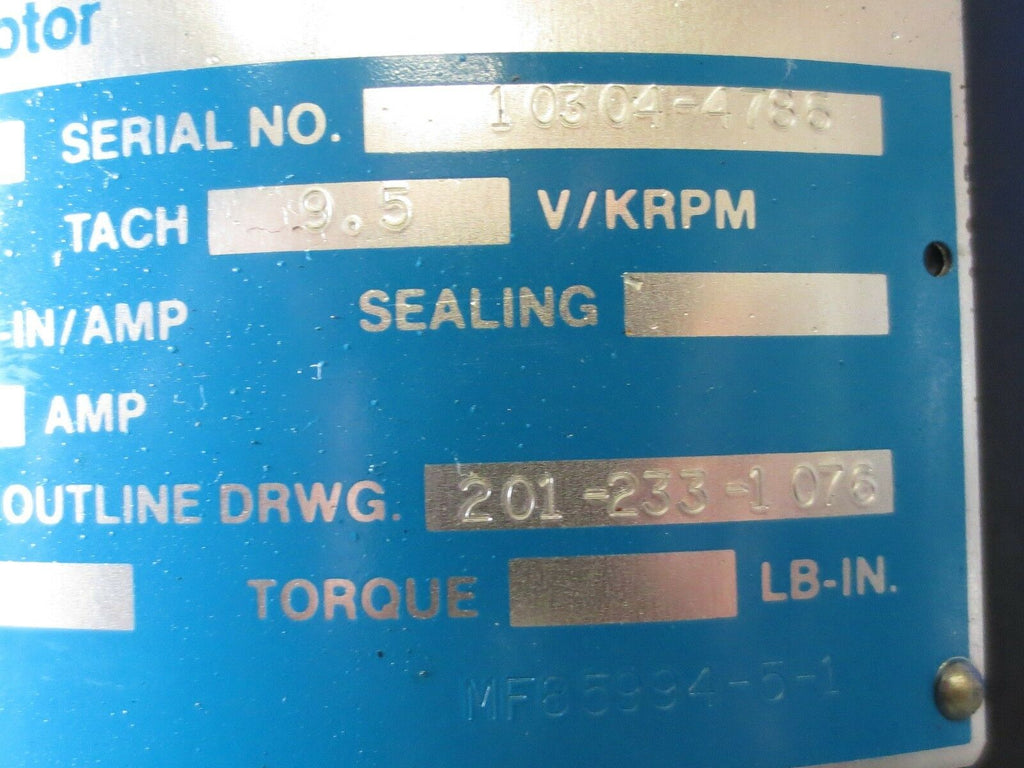 otor
SERIAL NO. 10304-4786
TACH 9.5 V/KRPM
-IN/AMP SEALING
AMP
OUTLINE DRWG. 201-233-1076
TORQUE LB-IN.
MF85994-5-1